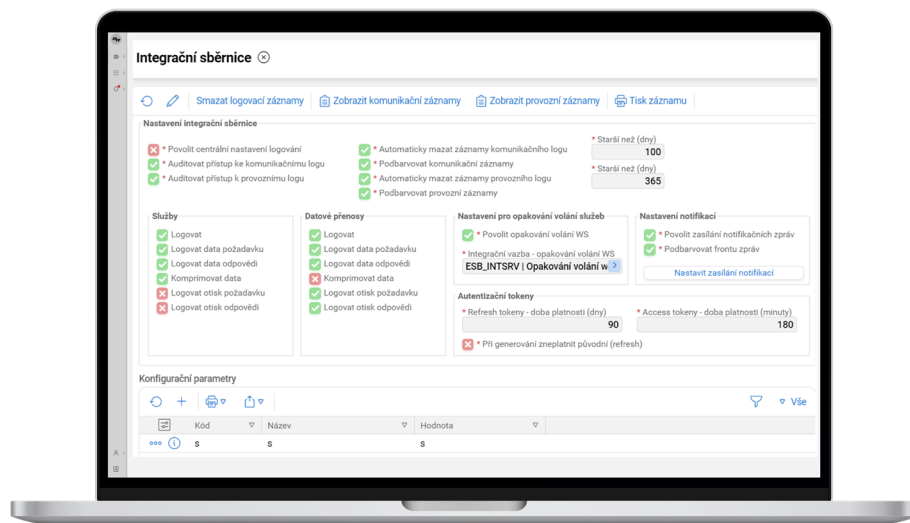 Integrační sběrnice
Smazat logovací záznamy Zobrazit komunikační záznamy Zobrazit provozní záznamy Tisk záznamu
Nastavení integrační sběrnice
* Povolit centrální nastavení logování
* Auditovat přístup ke komunikačnímu logu
* Auditovat přístup k provoznímu logu
* Automaticky mazat záznamy komunikačního logu
* Podbarvovat komunikační záznamy
* Automaticky mazat záznamy provozního logu
* Podbarvovat provozní záznamy
* Starší než (dny)
100
* Starší než (dny)
365
Služby
Logovat
Logovat data požadavku
Logovat data odpovědi
Komprimovat data
Logovat otisk požadavku
Logovat otisk odpovědi
Datové přenosy
Logovat
Logovat data požadavku
Logovat data odpovědi
Komprimovat data
Logovat otisk požadavku
Logovat otisk odpovědi
Nastavení pro opakování volání služeb
* Povolit opakování volání WS
* Integrační vazba - opakování volání WS
ESB_INTSRV | Opakování volání w
Nastavení notifikací
* Povolit zasílání notifikačních zpráv
* Podbarvovat frontu zpráv
Nastavit zasílání notifikací
Autentizační tokeny
* Refresh tokeny - doba platnosti (dny)
90
* Access tokeny - doba platnosti (minuty)
180
* Při generování zneplatnit původní (refresh)
Konfigurační parametry
Vše
Kód Název Hodnota
s s s